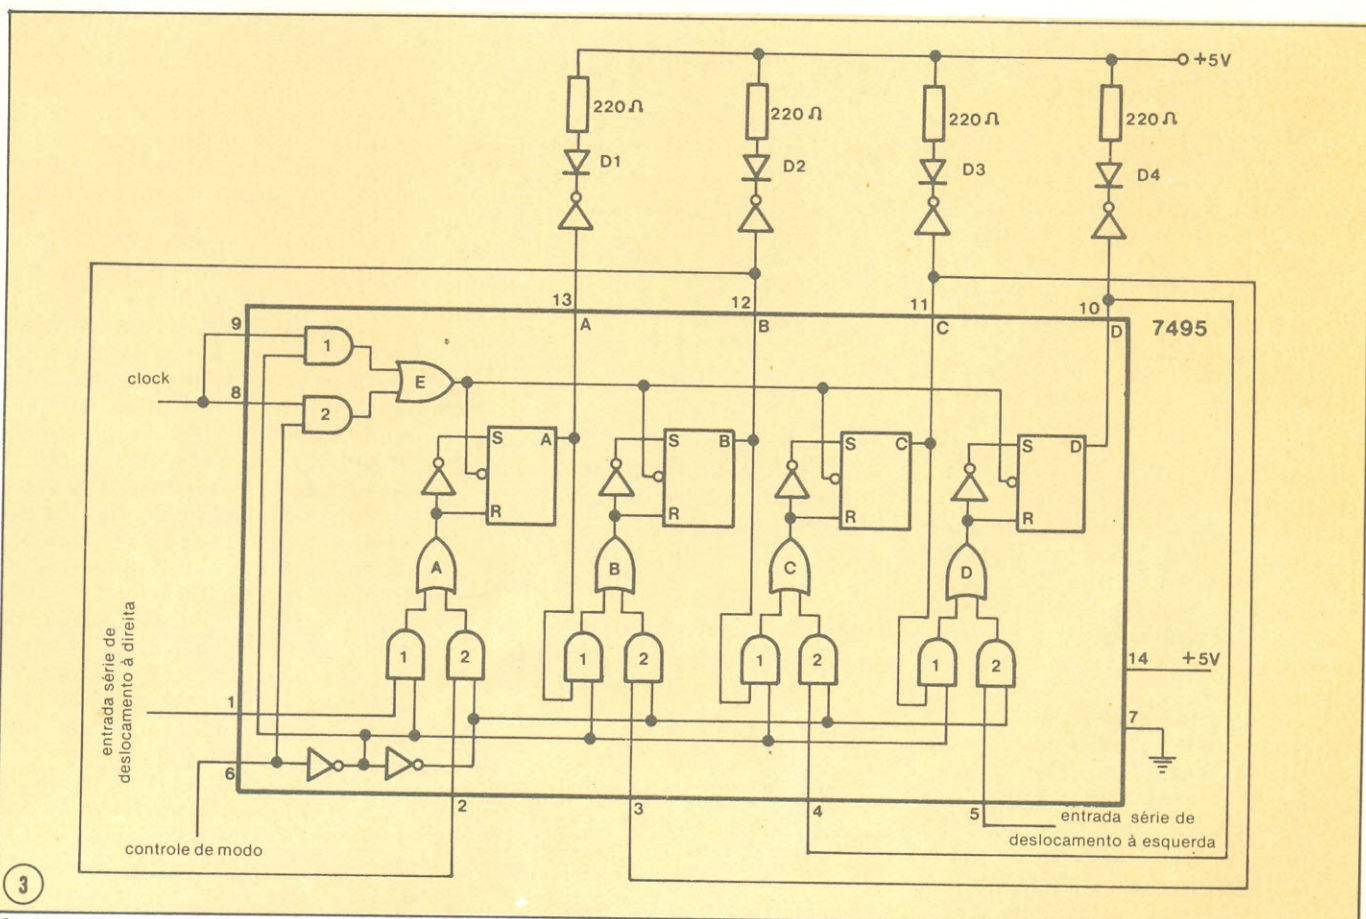 +5V
220Ω
220Ω
220Ω
220Ω
D1
D2
D3
D4
13
12
11
10
A
B
C
D
7495
9
clock
8
1
2
E
S
A
R
S
B
R
S
C
R
S
D
R
A
B
C
D
1
2
1
2
1
2
1
2
entrada série de
deslocamento à direita
1
6
14
+5V
7
2
3
4
5
entrada série de
deslocamento à esquerda
controle de modo
3